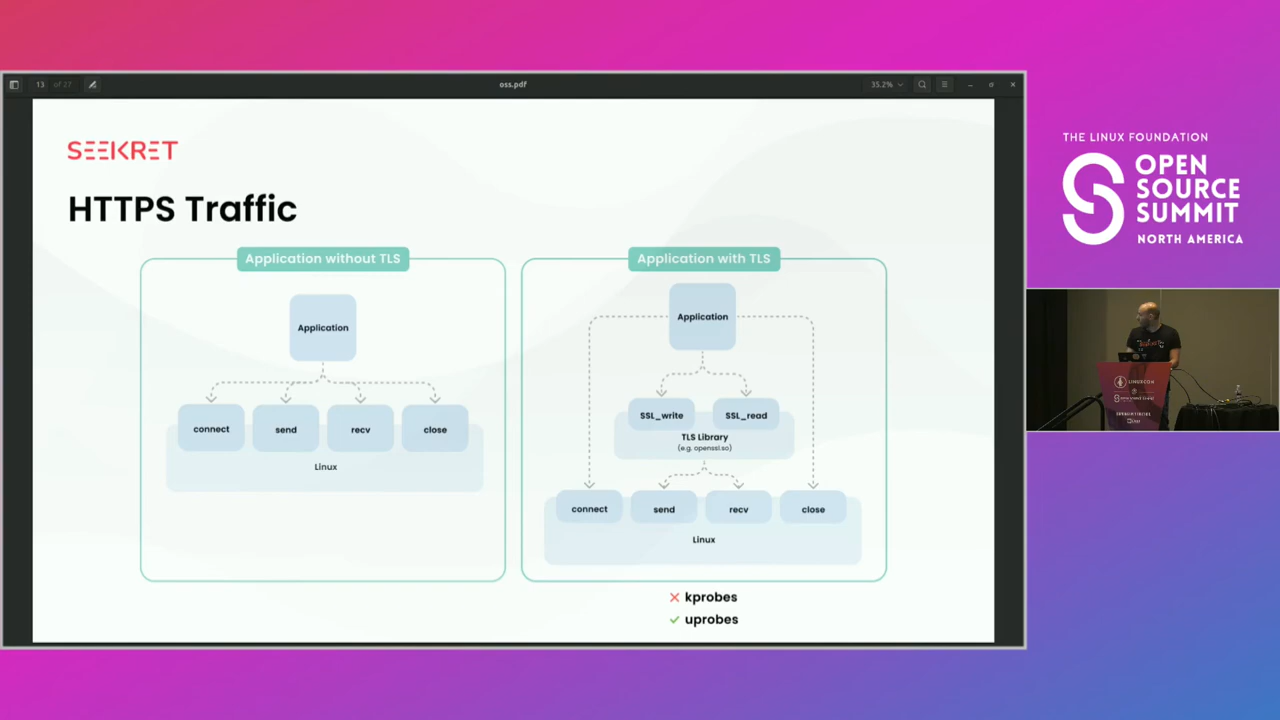 13 of 27
oss.pdf
35.2%
SEEKRET
HTTPS Traffic
Application without TLS
Application
connect
send
recv
close
Linux
Application with TLS
Application
SSL_write
SSL_read
TLS Library
(e.g. openssl.so)
connect
send
recv
close
Linux
kprobes
uprobes
THE LINUX FOUNDATION
OPEN
SOURCE
SUMMIT
NORTH AMERICA
LINUXCON